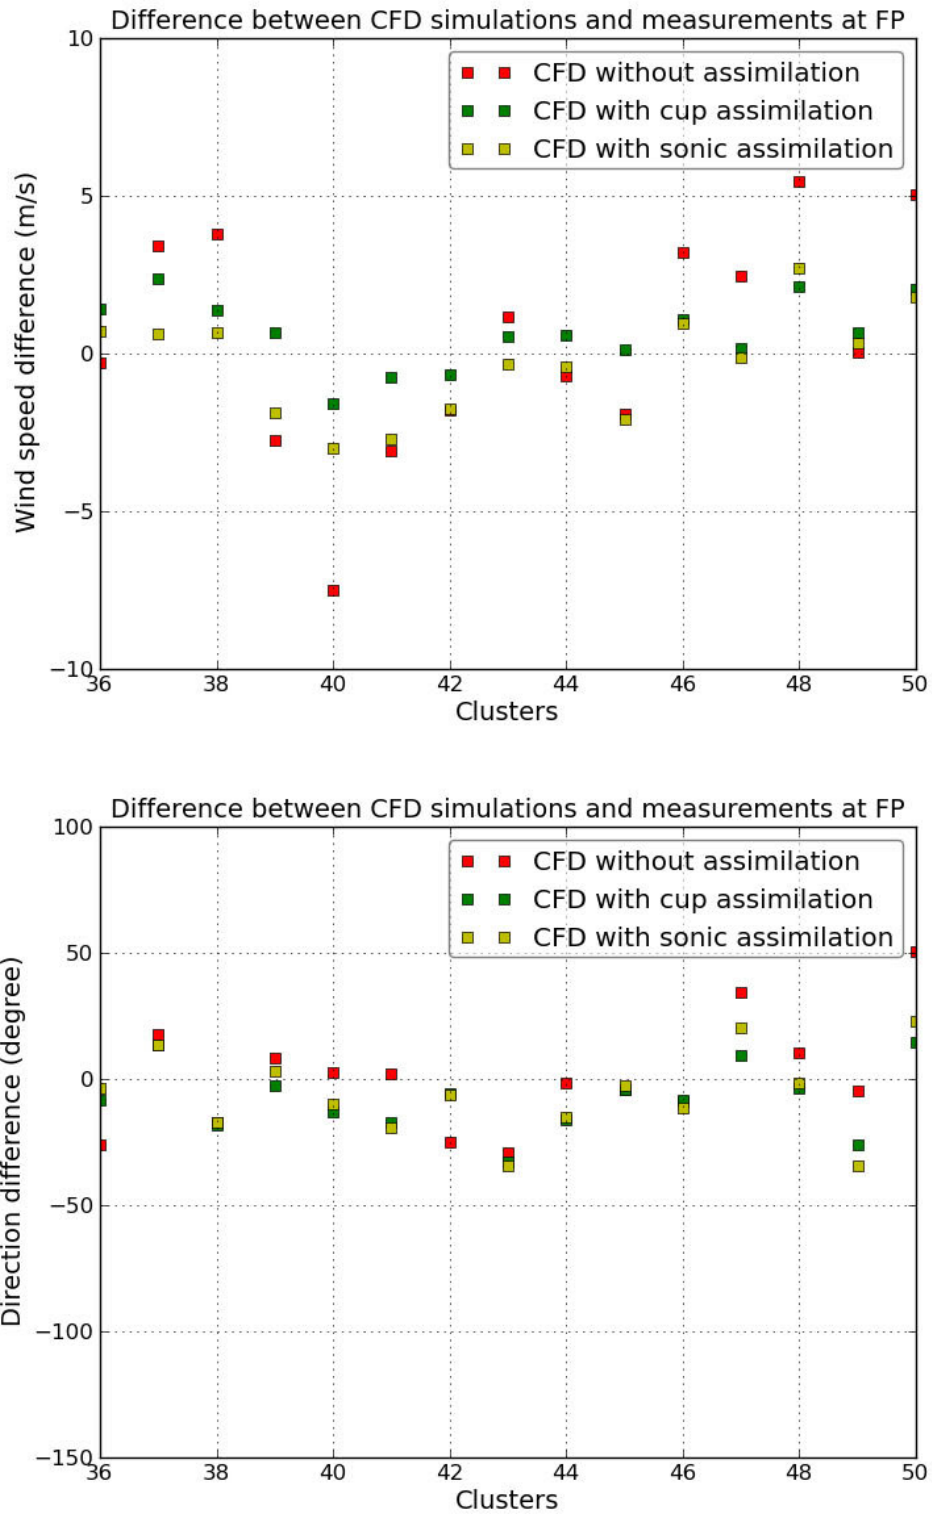 Difference between CFD simulations and measurements at FP
10
CFD without assimilation
CFD with cup assimilation
CFD with sonic assimilation
5
0
−5
−10
Wind speed difference (m/s)
36 38 40 42 44 46 48 50
Clusters
Difference between CFD simulations and measurements at FP
100
CFD without assimilation
CFD with cup assimilation
CFD with sonic assimilation
50
0
−50
−100
−150
Direction difference (degree)
36 38 40 42 44 46 48 50
Clusters